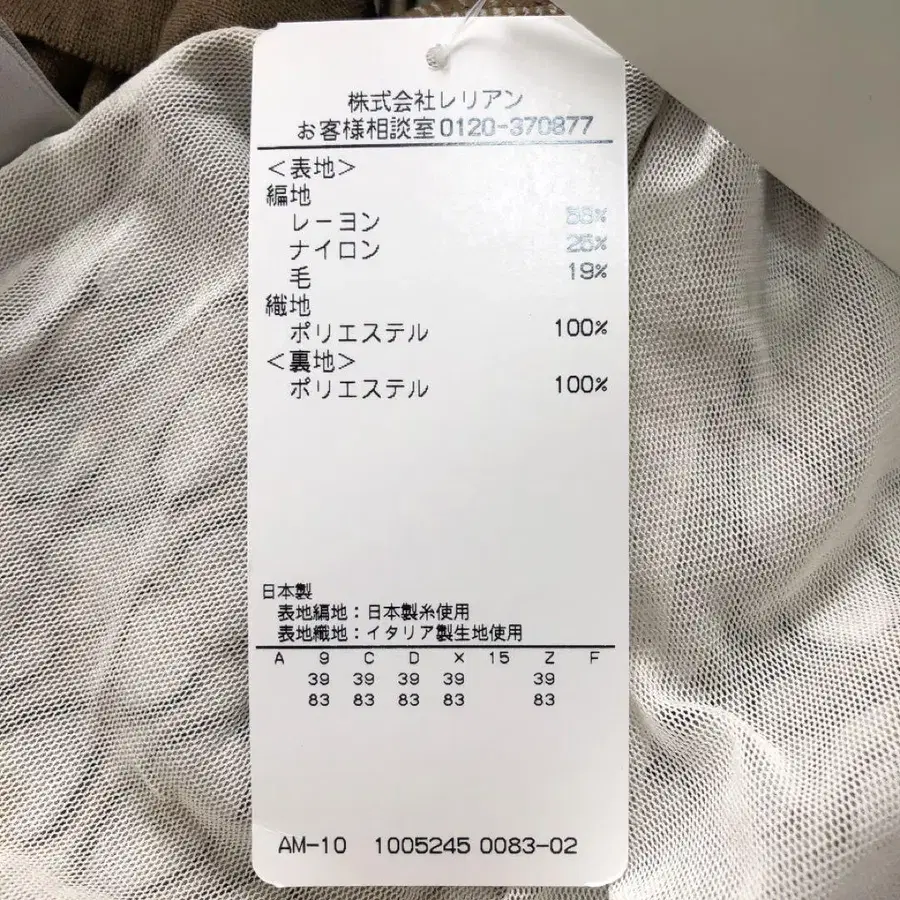 株式会社レリアン
お客様相談室0120-370877
＜表地＞
編地
レーヨン
ナイロン
毛 19%
織地
ポリエステル 100%
＜裏地＞
ポリエステル 100%
日本製
表地編地：日本製糸使用
表地織地：イタリア製生地使用
A 9 C D X 15 Z F
39 39 39 39 39
83 83 83 83 83
AM-10 1005245 0083-02